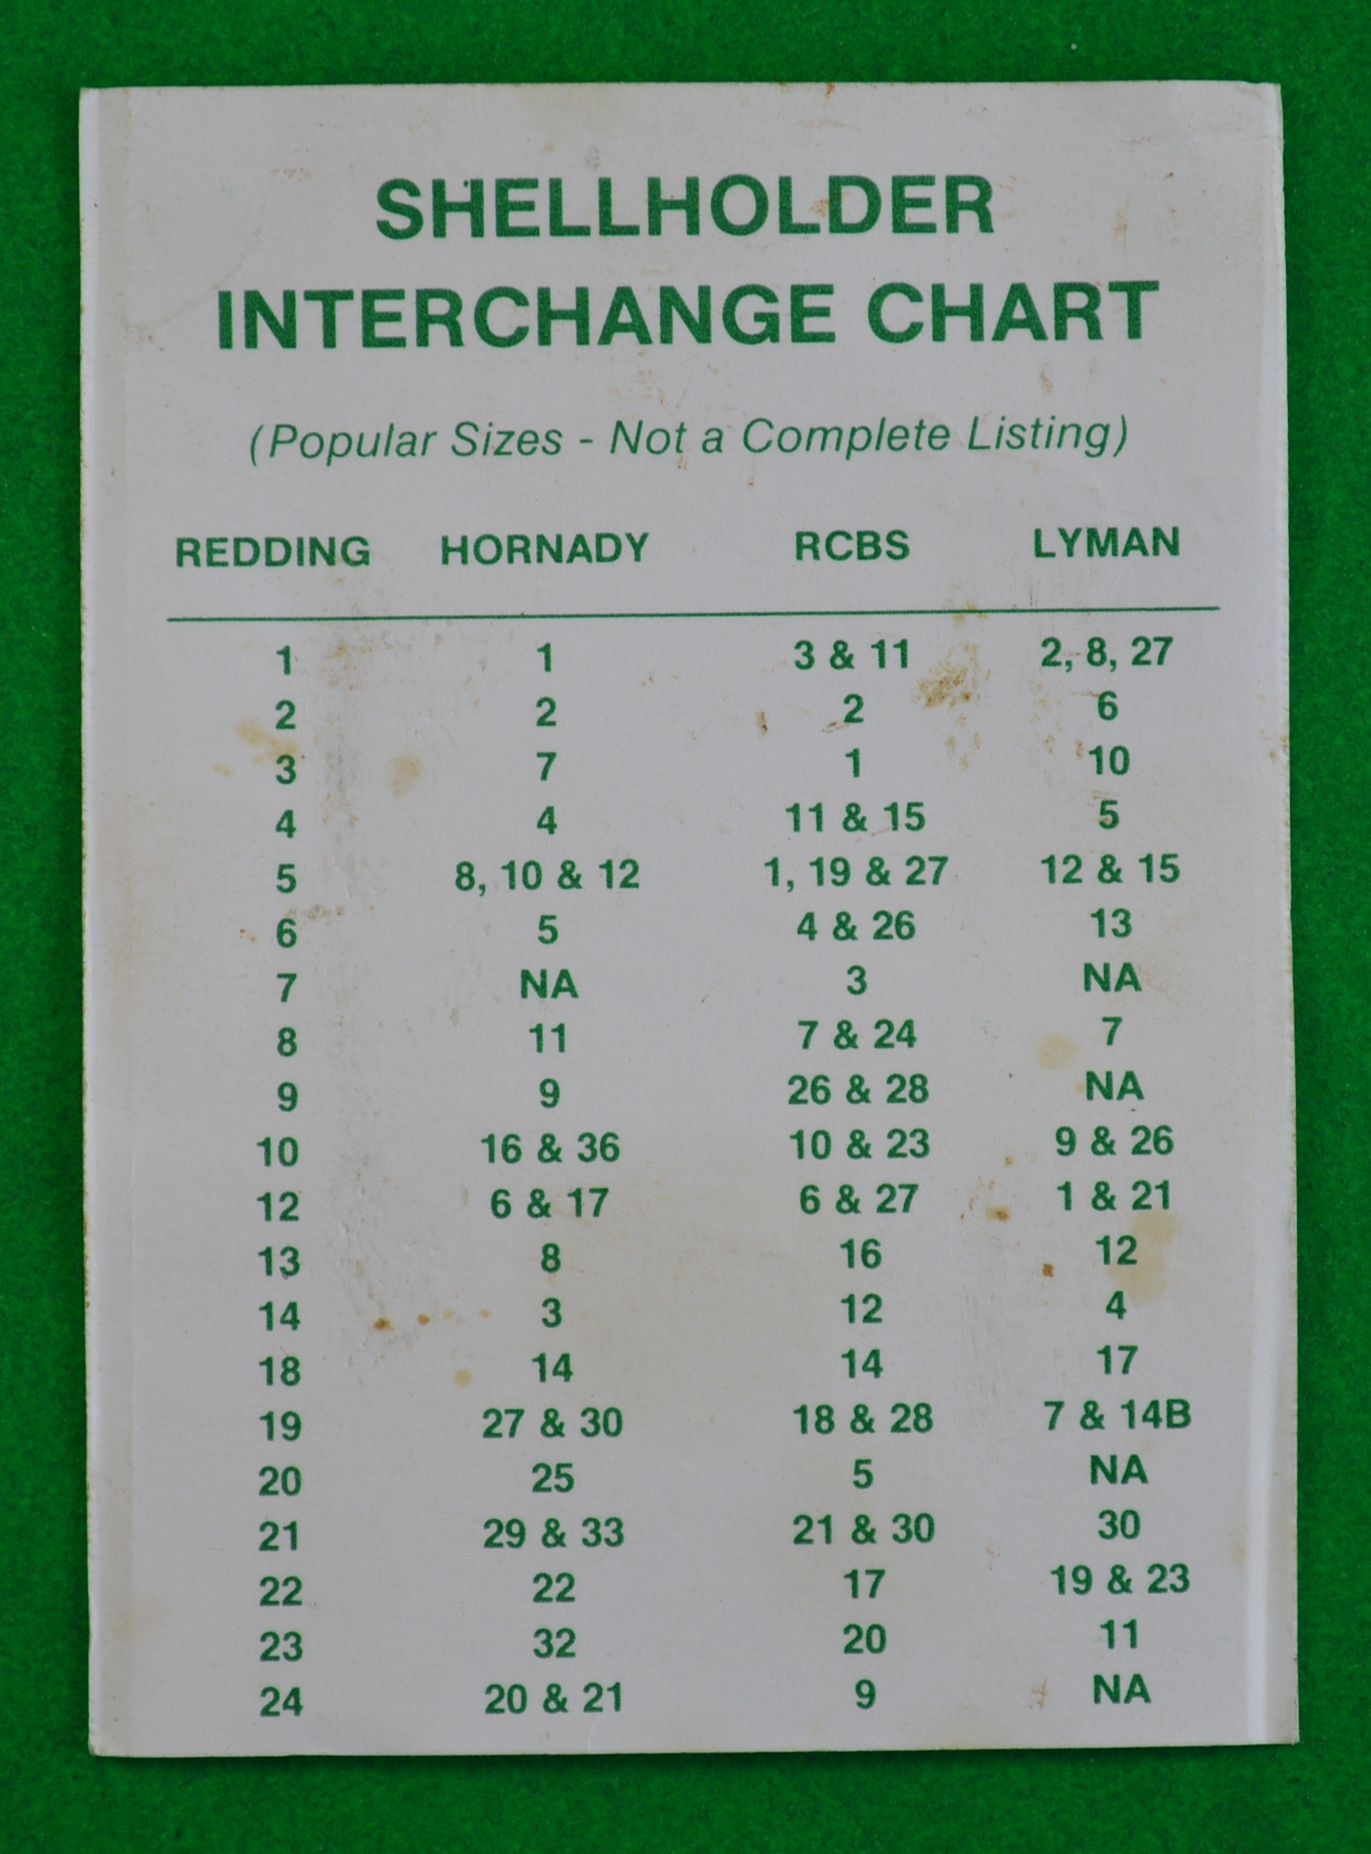 SHELLHOLDER
INTERCHANGE CHART
(Popular Sizes - Not a Complete Listing)
REDDING HORNADY RCBS LYMAN
1 1 3 & 11 2, 8, 27
2 2 2 6
3 7 1 10
4 4 11 & 15 5
5 8, 10 & 12 1, 19 & 27 12 & 15
6 5 4 & 26 13
7 NA 3 NA
8 11 7 & 24 7
9 9 26 & 28 NA
10 16 & 36 10 & 23 9 & 26
12 6 & 17 6 & 27 1 & 21
13 8 16 12
14 3 12 4
18 14 14 17
19 27 & 30 18 & 28 7 & 14B
20 25 5 NA
21 29 & 33 21 & 30 30
22 22 17 19 & 23
23 32 20 11
24 20 & 21 9 NA